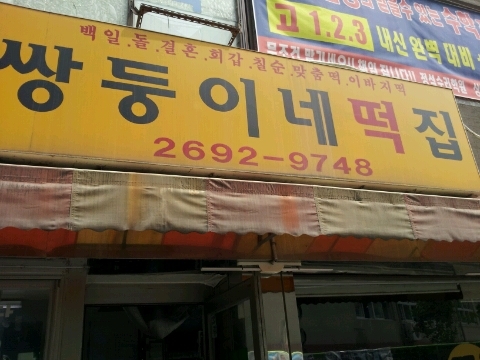 고 1.2.3 내신 완벽 대비
백일.돌.결혼.회갑.칠순.맞춤떡.이바지떡
쌍둥이네떡집
2692-9748